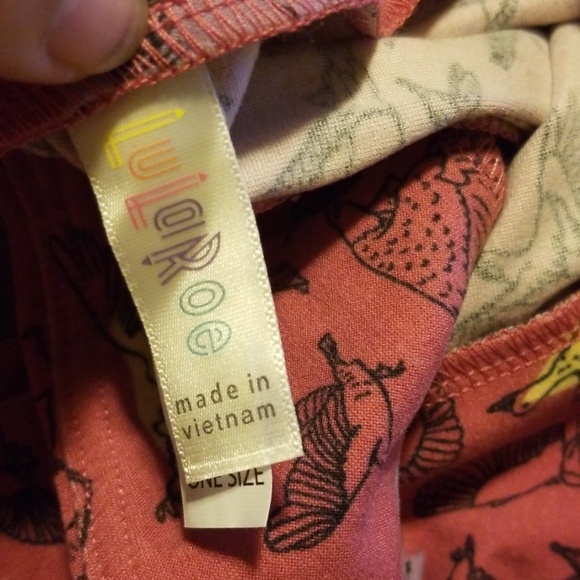 LuLaRoe
made in
vietnam
ONE SIZE